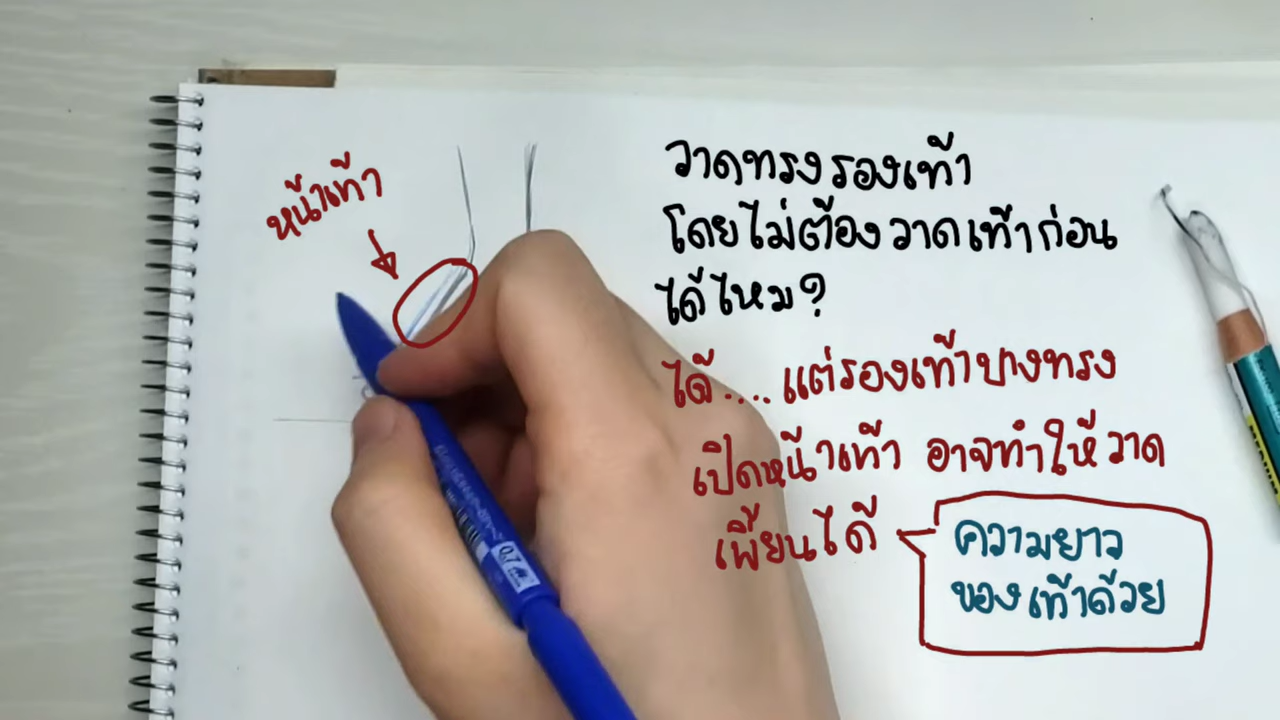 หน้าเท้า
วาดทรงรองเท้า
โดยไม่ต้องวาดเท้าก่อน
ได้ไหม?
ได้....แต่รองเท้าบางทรง
เปิดหน้าเท้า อาจทำให้วาด
เพี้ยนได้
ความยาว
ของเท้าด้วย
0.7